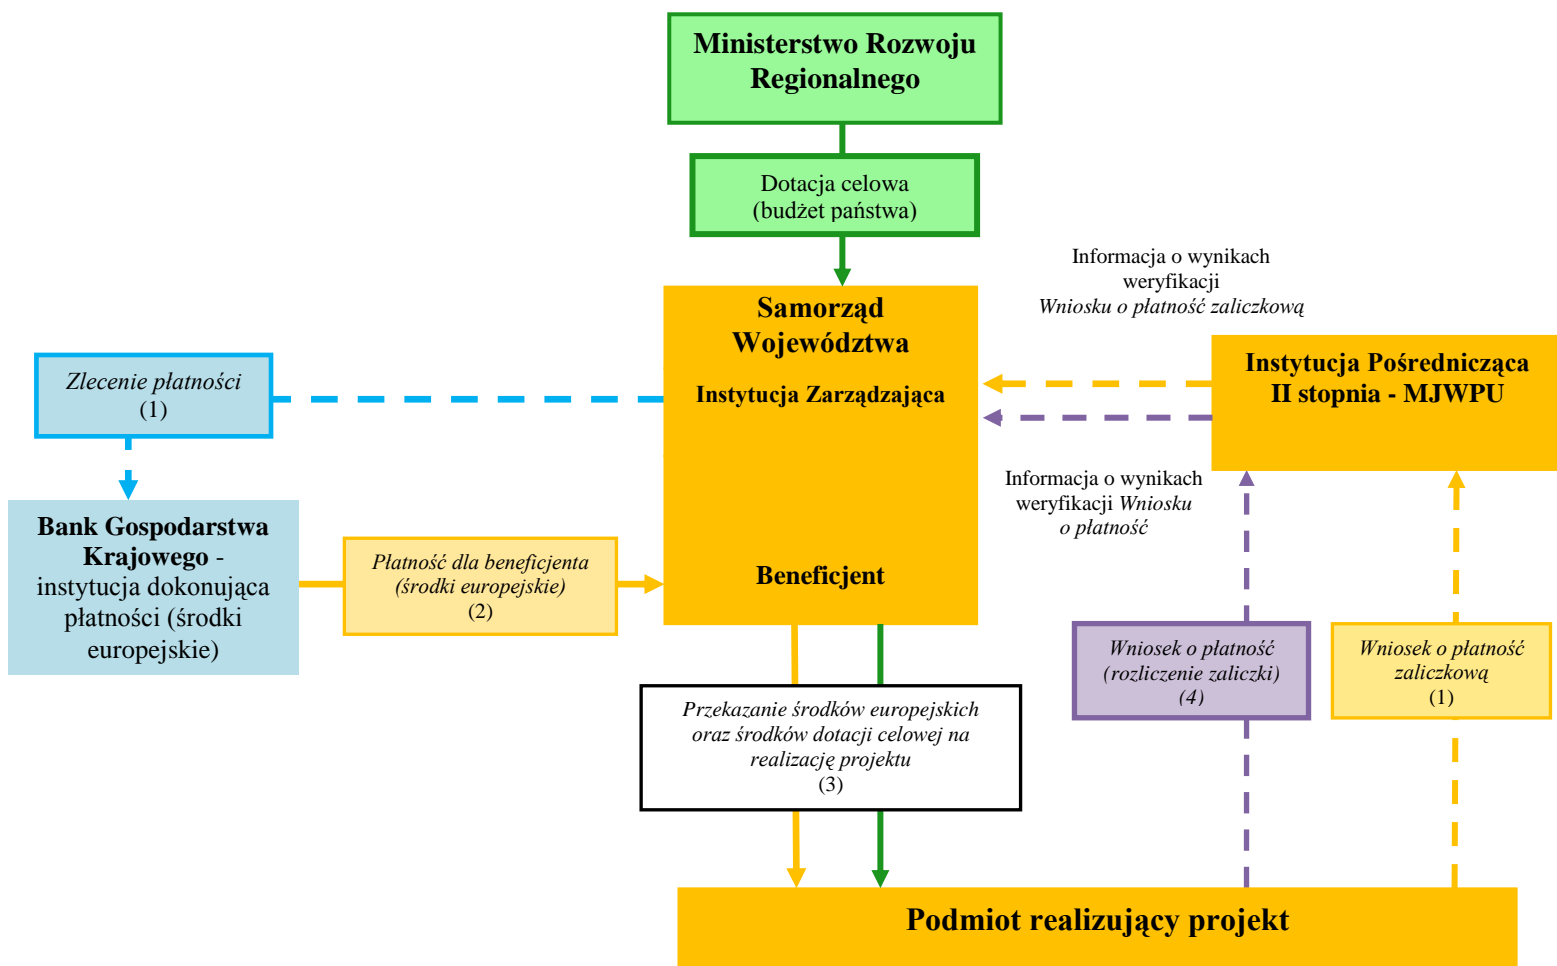 Ministerstwo Rozwoju
Regionalnego
Dotacja celowa
(budżet państwa)
Informacja o wynikach
weryfikacji
Wniosku o płatność zaliczkową
Samorząd
Województwa
Instytucja Zarządzająca
Instytucja Pośrednicząca
II stopnia - MJWPU
Zlecenie płatności
(1)
Informacja o wynikach
weryfikacji Wniosku
o płatność
Bank Gospodarstwa
Krajowego -
instytucja dokonująca
płatności (środki
europejskie)
Płatność dla beneficjenta
(środki europejskie)
(2)
Beneficjent
Wniosek o płatność
(rozliczenie zaliczki)
(4)
Wniosek o płatność
zaliczkową
(1)
Przekazanie środków europejskich
oraz środków dotacji celowej na
realizację projektu
(3)
Podmiot realizujący projekt